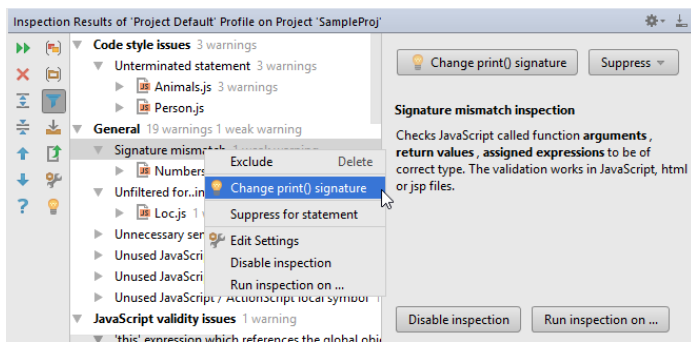 Inspection Results of 'Project Default' Profile on Project 'SampleProj'
Code style issues 3 warnings
Unterminated statement 3 warnings
Animals.js 3 warnings
Person.js
General 19 warnings 1 weak warning
Signature mismatch 1 weak warning
Numbers
Unfiltered for..in
Loc.js 1
Unnecessary
Unused
Unused
Unused JavaScript / ActionScript local symbol
JavaScript validity issues 1 warning
'this' expression which references the global
Exclude Delete
Change print() signature
Suppress for statement
Edit Settings
Disable inspection
Run inspection on ...
Change print() signature
Suppress
Signature mismatch inspection
Checks JavaScript called function arguments ,
return values , assigned expressions to be of
correct type. The validation works in JavaScript, html
or jsp files.
Disable inspection
Run inspection on ...